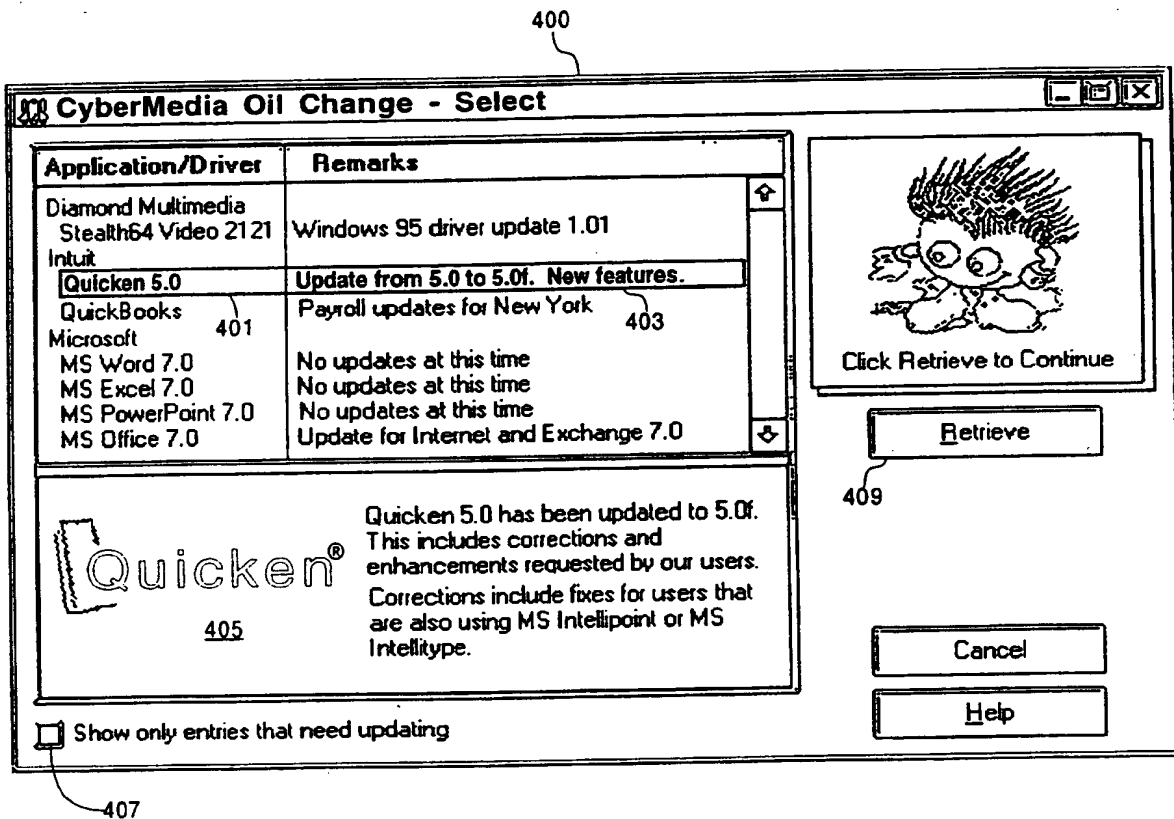 400
CyberMedia Oil Change - Select
Application/Driver Remarks
Diamond Multimedia
Stealth64 Video 2121 Windows 95 driver update 1.01
Intuit
Quicken 5.0 Update from 5.0 to 5.0f. New features.
QuickBooks Payroll updates for New York
401 403
Microsoft
MS Word 7.0 No updates at this time
MS Excel 7.0 No updates at this time
MS PowerPoint 7.0 No updates at this time
MS Office 7.0 Update for Internet and Exchange 7.0
Click Retrieve to Continue
Retrieve
409
Quicken®
405
Quicken 5.0 has been updated to 5.0f.
This includes corrections and
enhancements requested by our users.
Corrections include fixes for users that
are also using MS Intellipoint or MS
Intellitype.
Cancel
Help
Show only entries that need updating
407